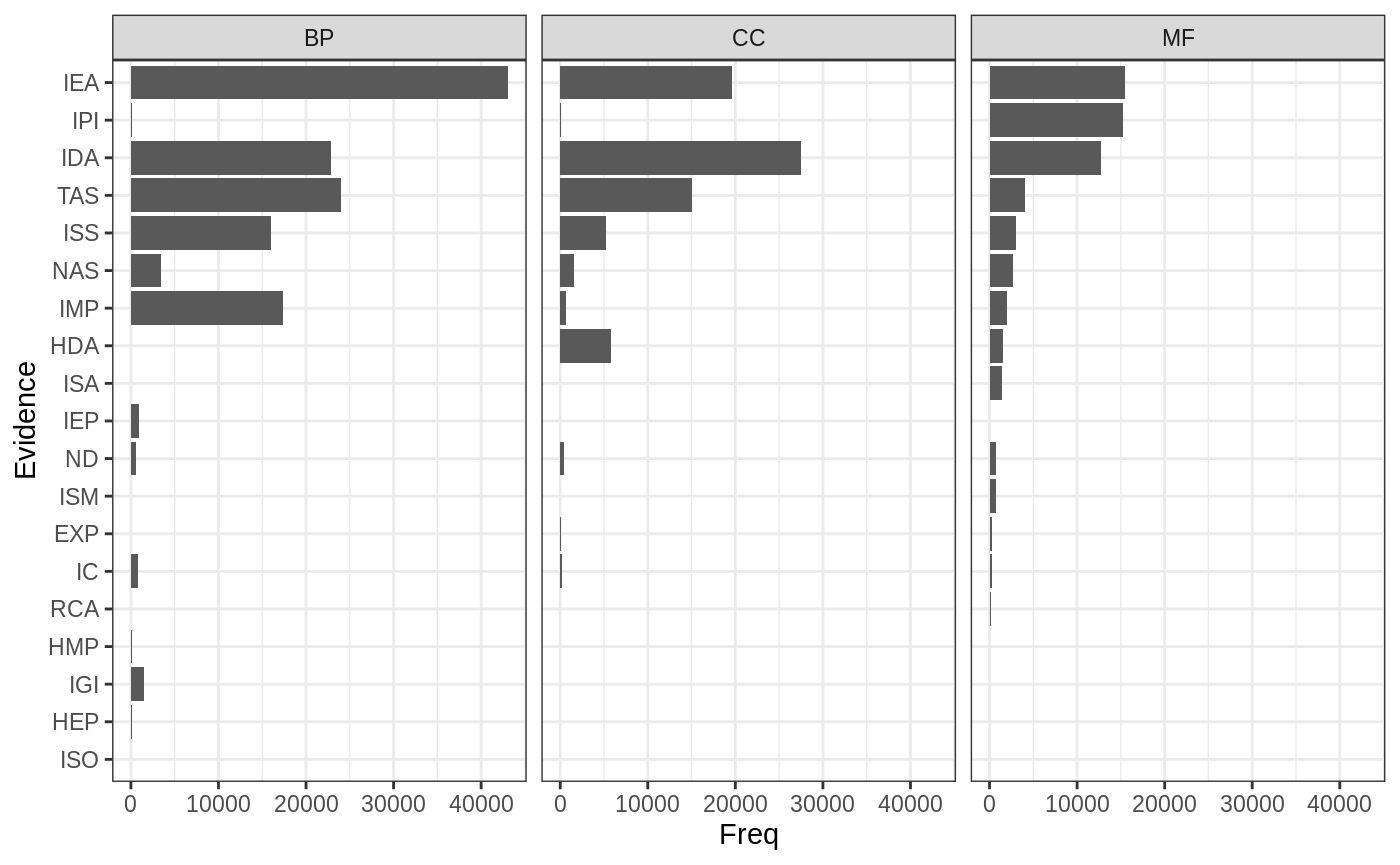 BP CC MF
IEA
IPI
IDA
TAS
ISS
NAS
IMP
HDA
ISA
IEP
ND
ISM
EXP
IC
RCA
HMP
IGI
HEP
ISO
Evidence
0 10000 20000 30000 40000 0 10000 20000 30000 40000 0 10000 20000 30000 40000
Freq